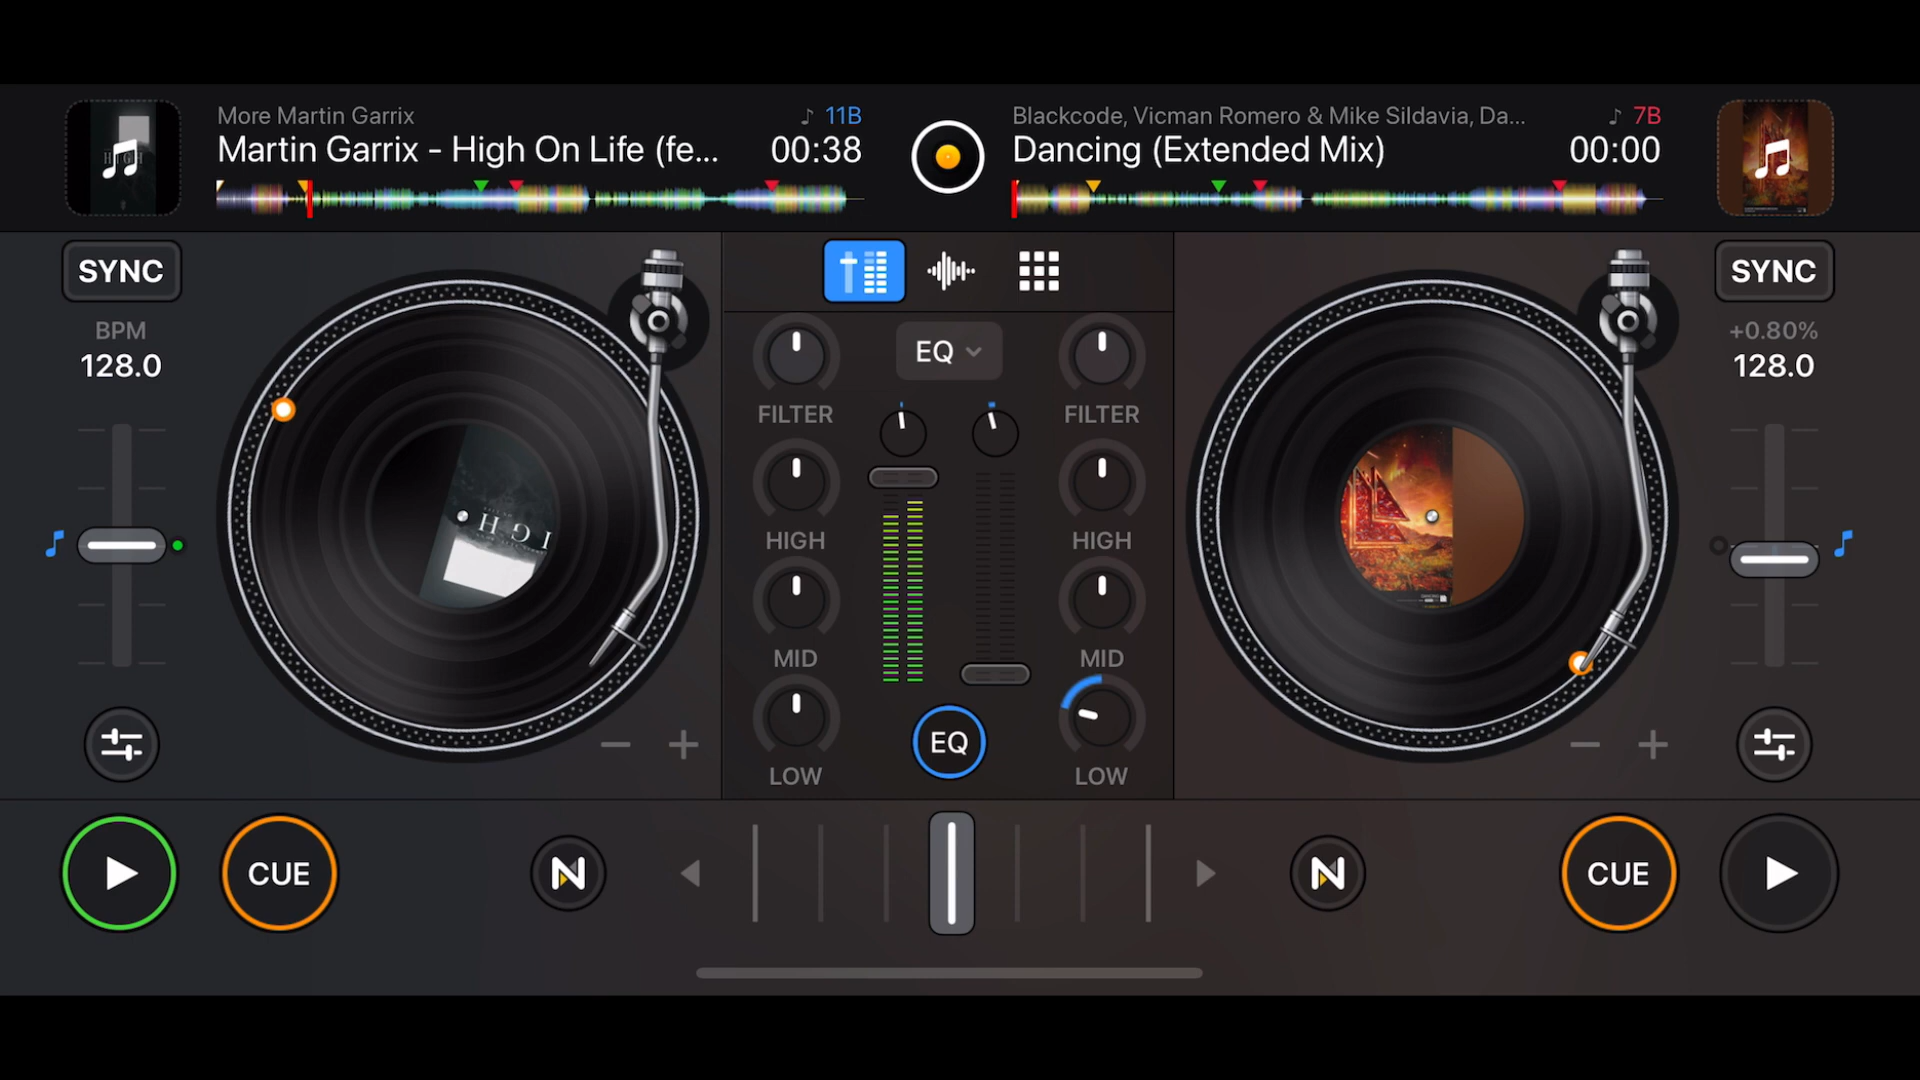 More Martin Garrix
♪ 11B
Martin Garrix - High On Life (fe...
00:38
Blackcode, Vicman Romero & Mike Sildavia, Da...
♪ 7B
Dancing (Extended Mix)
00:00
HIGH
SYNC
SYNC
BPM
128.0
+0.80%
128.0
EQ
FILTER
FILTER
HIGH
HIGH
MID
MID
EQ
LOW
LOW
CUE
N
N
CUE